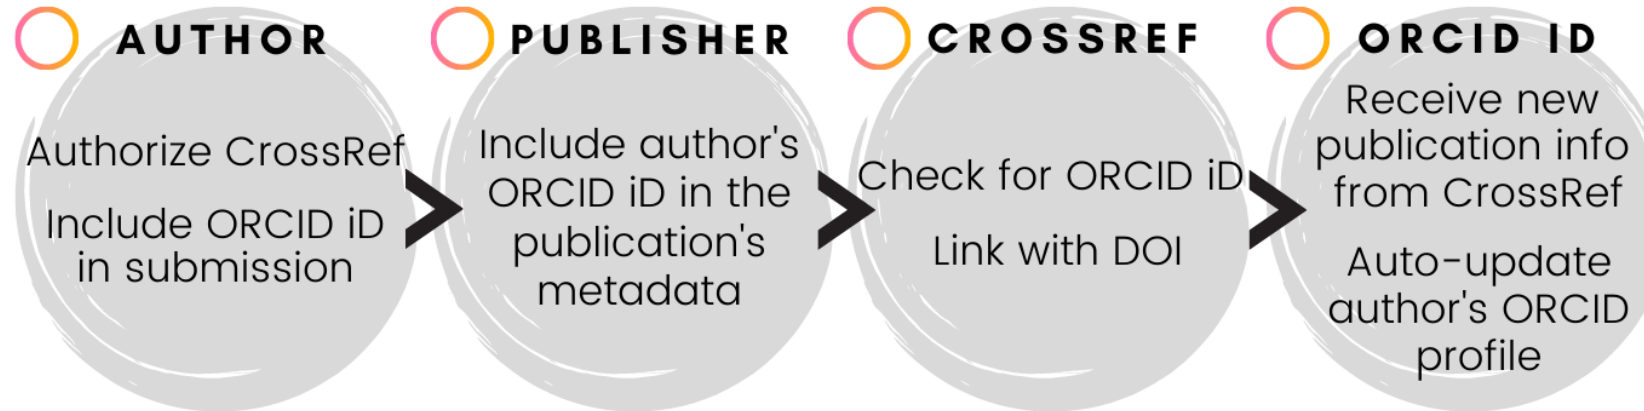 AUTHOR
Authorize CrossRef
Include ORCID iD
in submission
PUBLISHER
Include author's
ORCID iD in the
publication's
metadata
CROSSREF
Check for ORCID iD
Link with DOI
ORCID ID
Receive new
publication info
from CrossRef
Auto-update
author's ORCID
profile